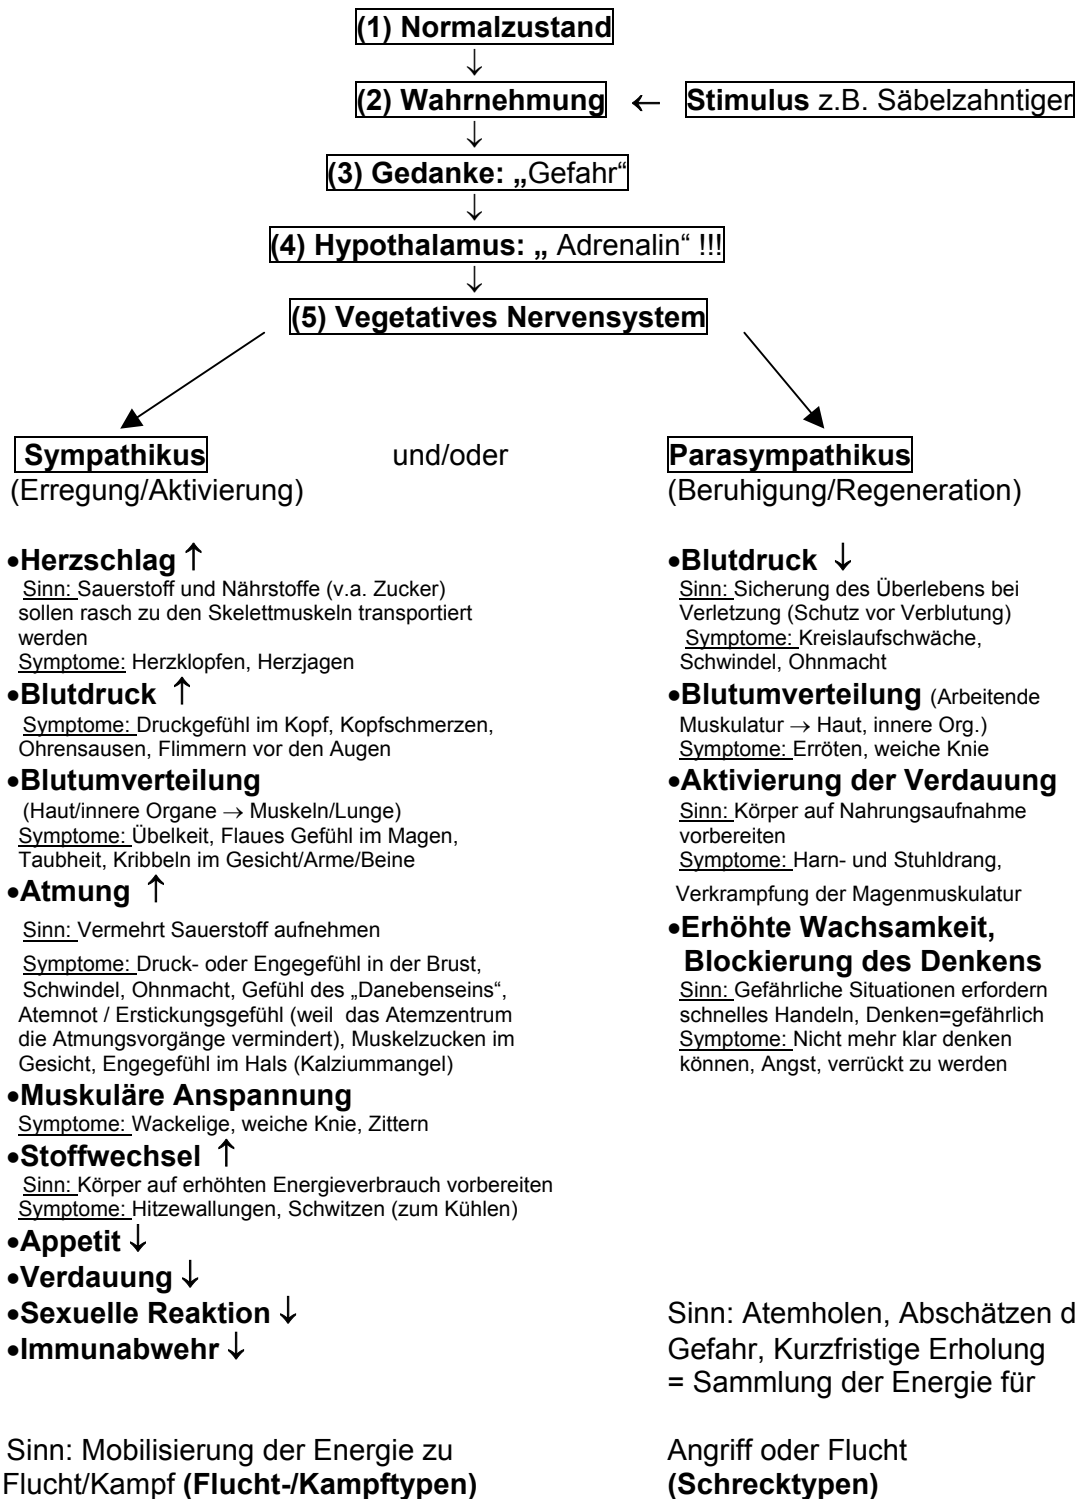 (1) Normalzustand
↓
(2) Wahrnehmung ← Stimulus z.B. Säbelzahntiger
↓
(3) Gedanke: „Gefahr“
↓
(4) Hypothalamus: „ Adrenalin“ !!!
↓
(5) Vegetatives Nervensystem
Sympathikus und/oder Parasympathikus
(Erregung/Aktivierung) (Beruhigung/Regeneration)
•Herzschlag ↑
Sinn: Sauerstoff und Nährstoffe (v.a. Zucker)
sollen rasch zu den Skelettmuskeln transportiert
werden
Symptome: Herzklopfen, Herzjagen
•Blutdruck ↑
Symptome: Druckgefühl im Kopf, Kopfschmerzen,
Ohrensausen, Flimmern vor den Augen
•Blutumverteilung
(Haut/innere Organe → Muskeln/Lunge)
Symptome: Übelkeit, Flaues Gefühl im Magen,
Taubheit, Kribbeln im Gesicht/Arme/Beine
•Atmung ↑
Sinn: Vermehrt Sauerstoff aufnehmen
Symptome: Druck- oder Engegefühl in der Brust,
Schwindel, Ohnmacht, Gefühl des „Danebenseins“,
Atemnot / Erstickungsgefühl (weil das Atemzentrum
die Atmungsvorgänge vermindert), Muskelzucken im
Gesicht, Engegefühl im Hals (Kalziummangel)
•Muskuläre Anspannung
Symptome: Wackelige, weiche Knie, Zittern
•Stoffwechsel ↑
Sinn: Körper auf erhöhten Energieverbrauch vorbereiten
Symptome: Hitzewallungen, Schwitzen (zum Kühlen)
•Appetit ↓
•Verdauung ↓
•Sexuelle Reaktion ↓
•Immunabwehr ↓
Sinn: Mobilisierung der Energie zu
Flucht/Kampf (Flucht-/Kampftypen)
•Blutdruck ↓
Sinn: Sicherung des Überlebens bei
Verletzung (Schutz vor Verblutung)
Symptome: Kreislaufschwäche,
Schwindel, Ohnmacht
•Blutumverteilung (Arbeitende
Muskulatur → Haut, innere Org.)
Symptome: Erröten, weiche Knie
•Aktivierung der Verdauung
Sinn: Körper auf Nahrungsaufnahme
vorbereiten
Symptome: Harn- und Stuhldrang,
Verkrampfung der Magenmuskulatur
•Erhöhte Wachsamkeit,
Blockierung des Denkens
Sinn: Gefährliche Situationen erfordern
schnelles Handeln, Denken=gefährlich
Symptome: Nicht mehr klar denken
können, Angst, verrückt zu werden
Sinn: Atemholen, Abschätzen d
Gefahr, Kurzfristige Erholung
= Sammlung der Energie für
Angriff oder Flucht
(Schrecktypen)